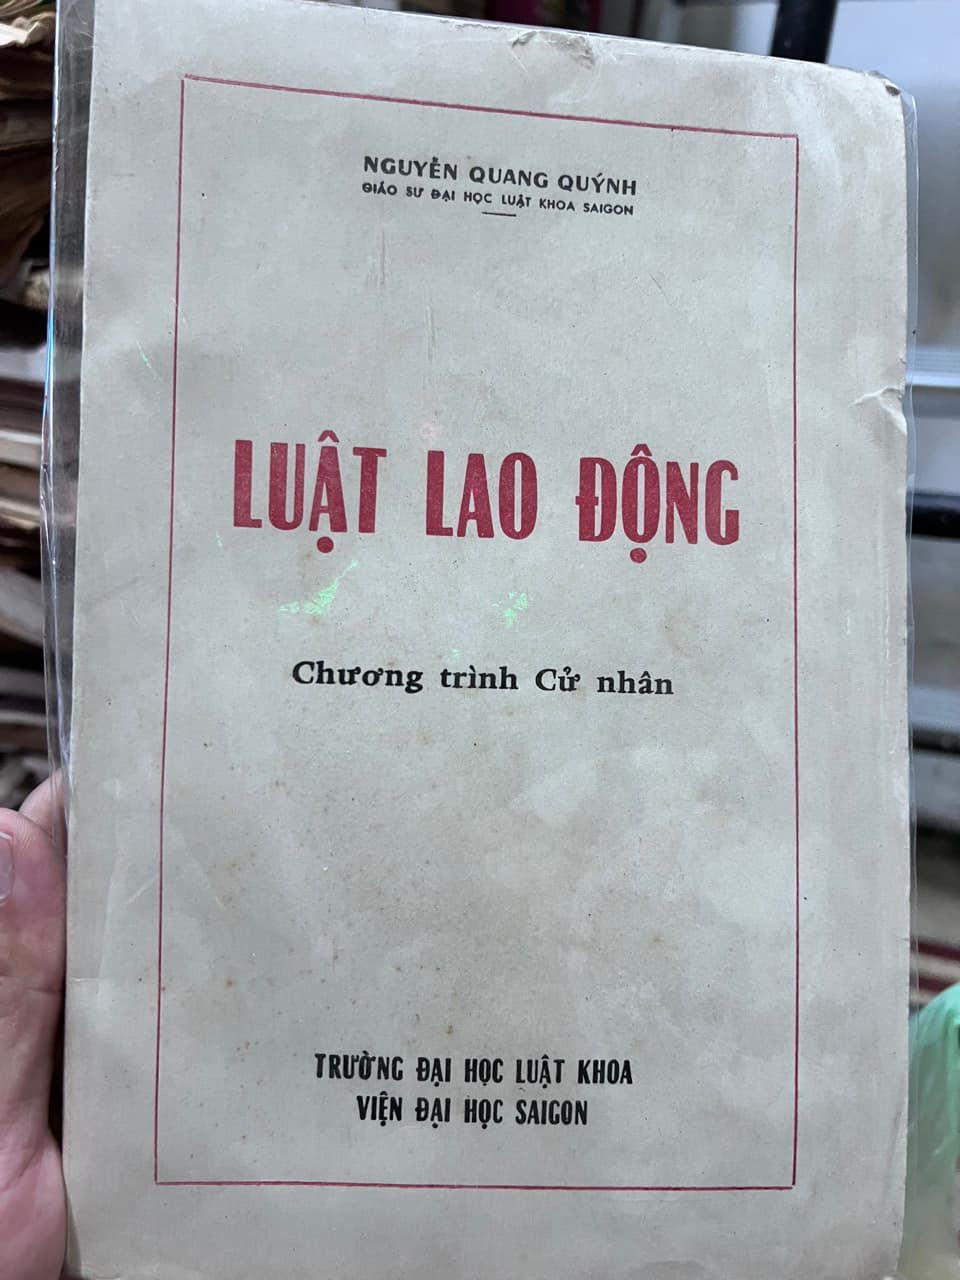 NGUYỄN QUANG QUÝNH
GIÁO SƯ ĐẠI HỌC LUẬT KHOA SAIGON
LUẬT LAO ĐỘNG
Chương trình Cử nhân
TRƯỜNG ĐẠI HỌC LUẬT KHOA
VIỆN ĐẠI HỌC SAIGON